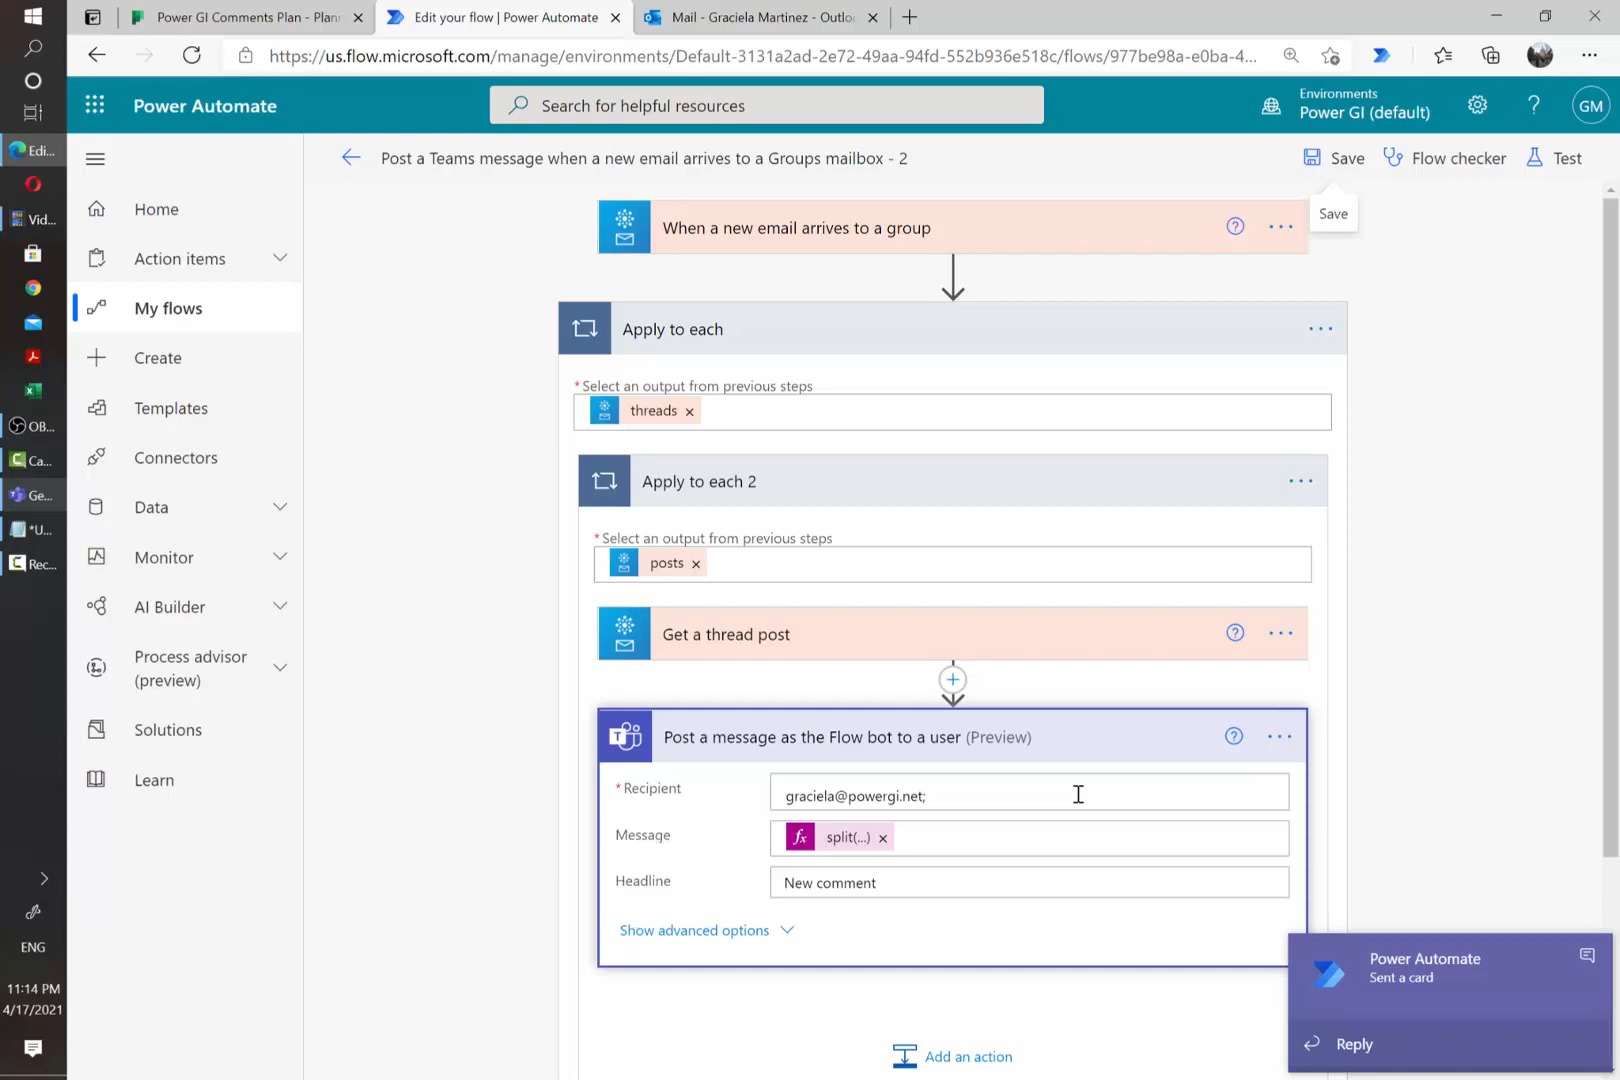 Power GI Comments Plan - Plan
Edit your flow | Power Automate
Mail - Graciela Martinez - Outlo
https://us.flow.microsoft.com/manage/environments/Default-3131a2ad-2e72-49aa-94fd-552b936e518c/flows/977be98a-e0ba-4...
Power Automate
Search for helpful resources
Environments
Power GI (default)
GM
Post a Teams message when a new email arrives to a Groups mailbox - 2
Save
Flow checker
Test
Save
Home
Action items
My flows
Create
Templates
Connectors
Data
Monitor
AI Builder
Process advisor
(preview)
Solutions
Learn
When a new email arrives to a group
Apply to each
* Select an output from previous steps
threads
Apply to each 2
* Select an output from previous steps
posts
Get a thread post
Post a message as the Flow bot to a user (Preview)
* Recipient
graciela@powergi.net;
Message
fx split(...)
Headline
New comment
Show advanced options
Add an action
Power Automate
Sent a card
Reply
Edi...
Vid...
OB...
Ca...
Ge...
*U...
Rec...
ENG
11:14 PM
4/17/2021